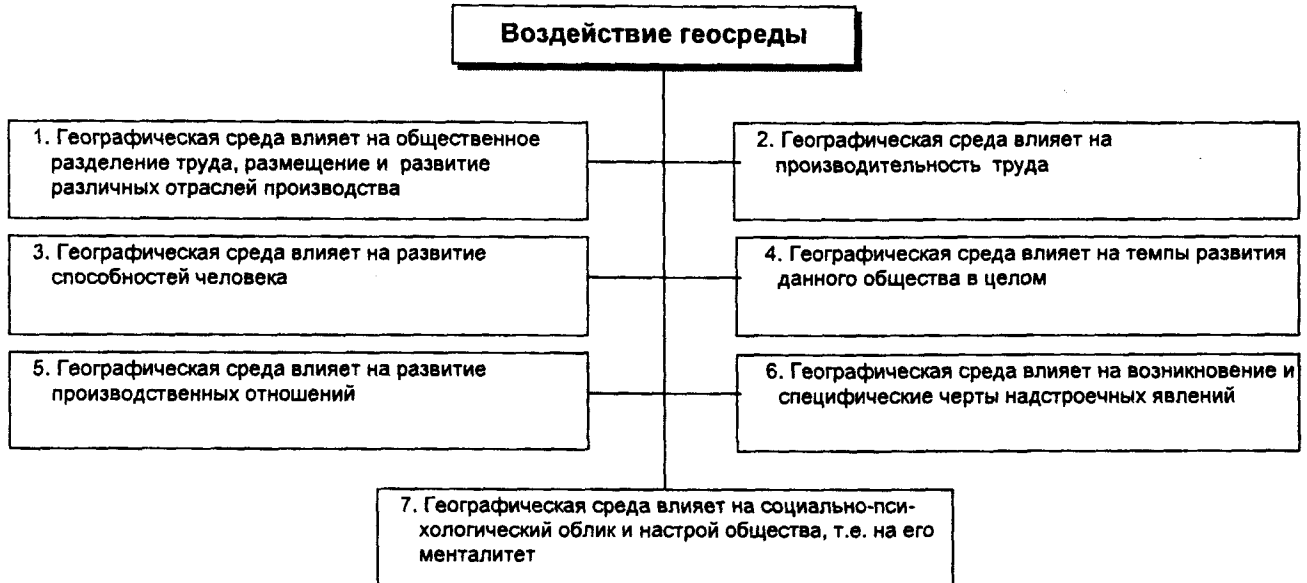 Воздействие геосреды
1. Географическая среда влияет на общественное
разделение труда, размещение и развитие
различных отраслей производства
2. Географическая среда влияет на
производительность труда
3. Географическая среда влияет на развитие
способностей человека
4. Географическая среда влияет на темпы развития
данного общества в целом
5. Географическая среда влияет на развитие
производственных отношений
6. Географическая среда влияет на возникновение и
специфические черты надстроечных явлений
7. Географическая среда влияет на социально-пси-
хологический облик и настрой общества, т.е. на его
менталитет